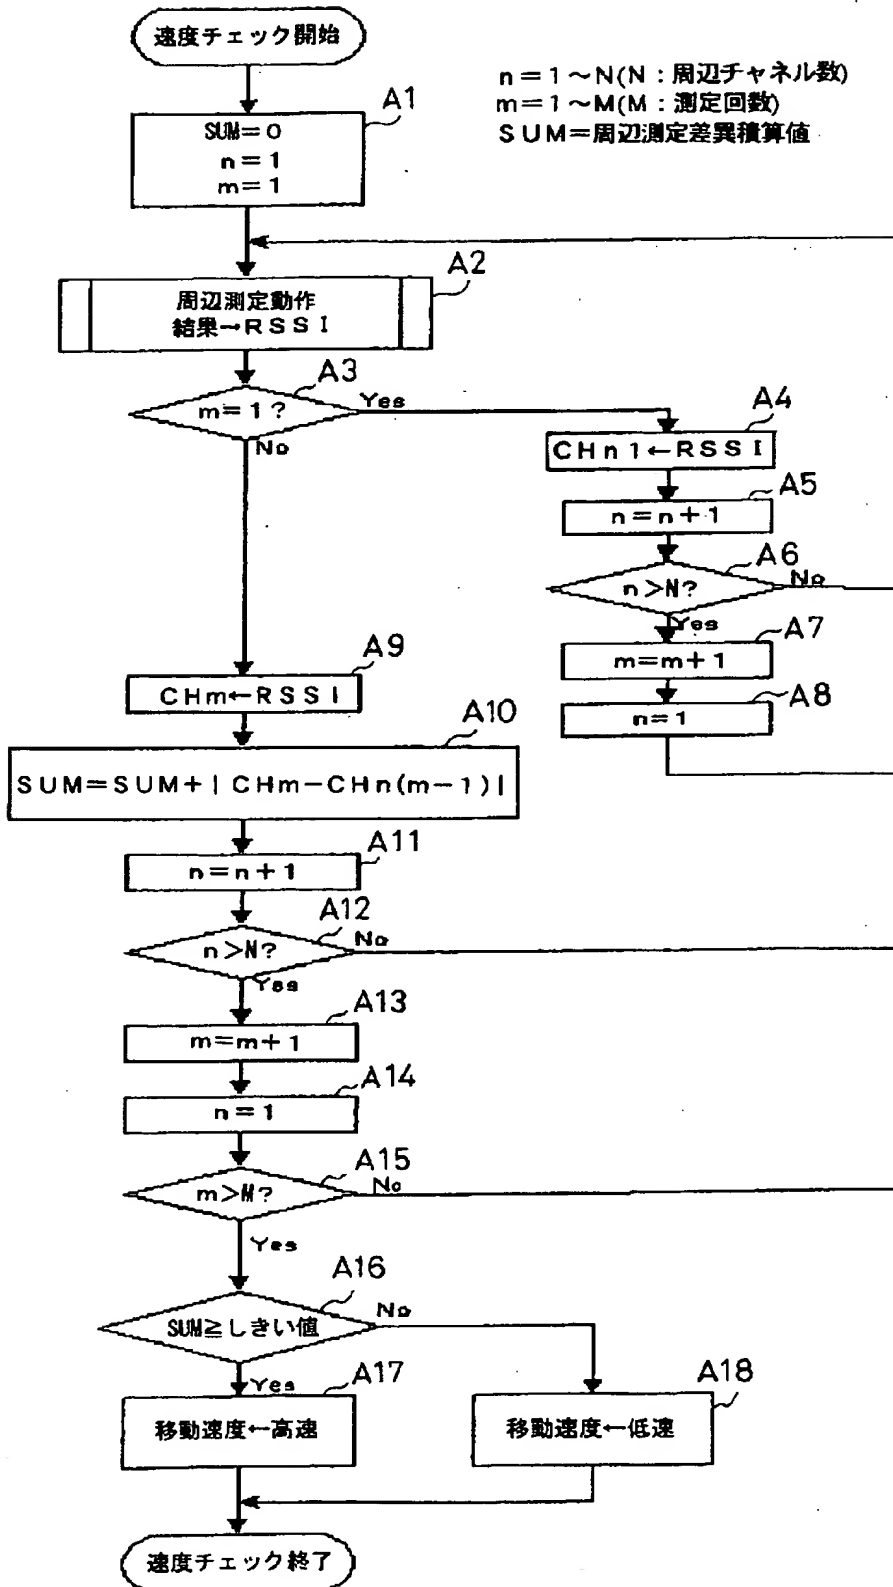 速度チェック開始
n=1〜N(N:周辺チャネル数)
m=1〜M(M:測定回数)
SUM=周辺測定差異積算値
A1
SUM=0
n=1
m=1
A2
周辺測定動作
結果→RSSI
A3
m=1?
Yes
No
A4
CHn1←RSSI
A5
n=n+1
A6
n>N?
No
Yes
A7
m=m+1
A8
n=1
A9
CHm←RSSI
A10
SUM=SUM+|CHm-CHn(m-1)|
A11
n=n+1
A12
n>N?
No
Yes
A13
m=m+1
A14
n=1
A15
m>M?
No
Yes
A16
SUM≧しきい値
No
Yes
A17
移動速度←高速
A18
移動速度←低速
速度チェック終了